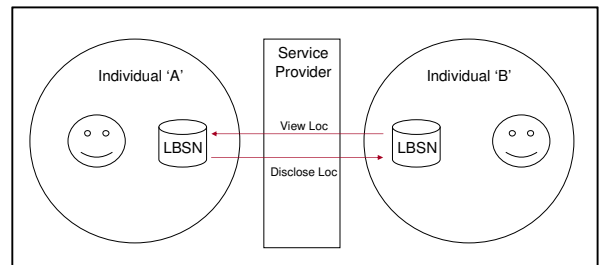 Individual ‘A’
Service
Provider
Individual ‘B’
View Loc
LBSN
LBSN
Disclose Loc